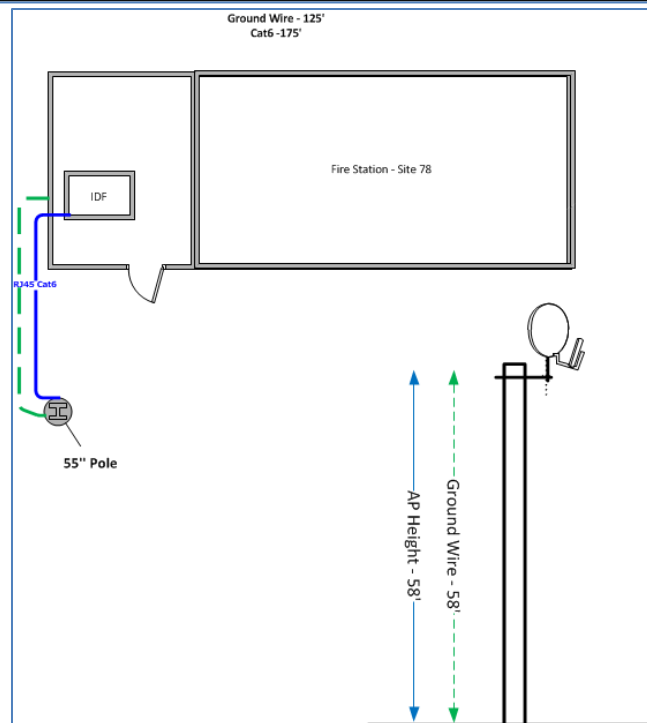 Ground Wire - 125'
Cat6 -175'
Fire Station - Site 78
IDF
RJ45 Cat6
55" Pole
AP Height - 58'
Ground Wire - 58'